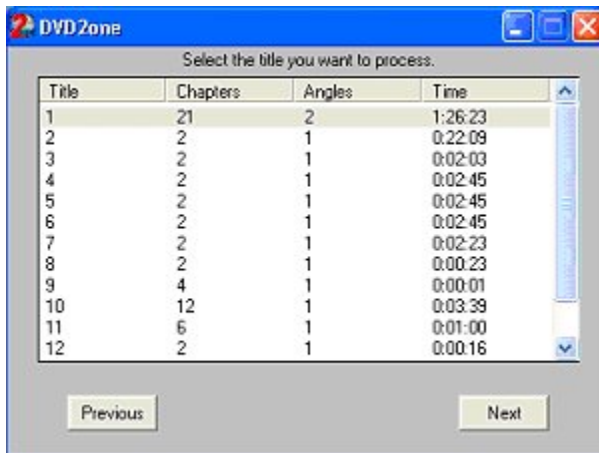 DVD2one
Select the title you want to process.
Title Chapters Angles Time
1 21 2 1:26:23
2 2 1 0:22:09
3 2 1 0:02:03
4 2 1 0:02:45
5 2 1 0:02:45
6 2 1 0:02:45
7 2 1 0:02:23
8 2 1 0:00:23
9 4 1 0:00:01
10 12 1 0:03:39
11 6 1 0:01:00
12 2 1 0:00:16
Previous Next